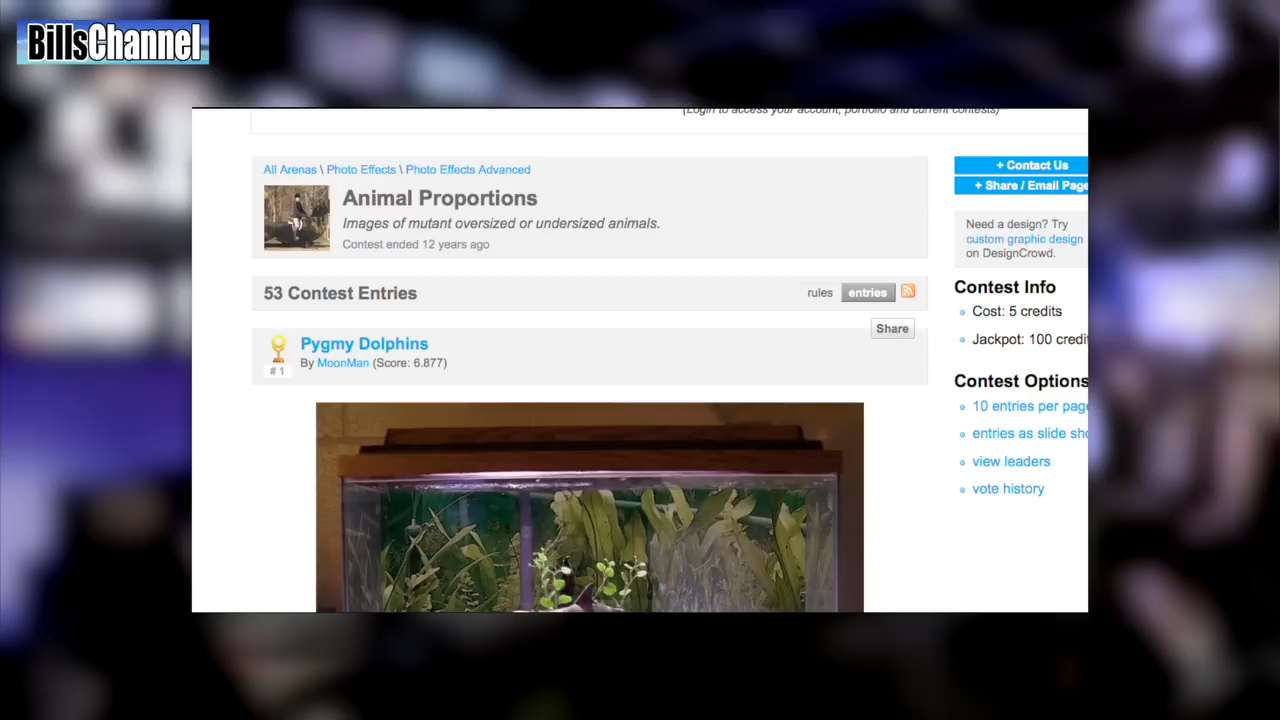 BillsChannel
(Login to access your account, portfolio and current contests)
All Arenas \ Photo Effects \ Photo Effects Advanced
Animal Proportions
Images of mutant oversized or undersized animals.
Contest ended 12 years ago
+ Contact Us
+ Share / Email Page
Need a design? Try
custom graphic design
on DesignCrowd.
53 Contest Entries
rules
entries
Contest Info
Cost: 5 credits
Jackpot: 100 credi
Share
Pygmy Dolphins
By MoonMan (Score: 6.877)
# 1
Contest Options
10 entries per pag
entries as slide sho
view leaders
vote history